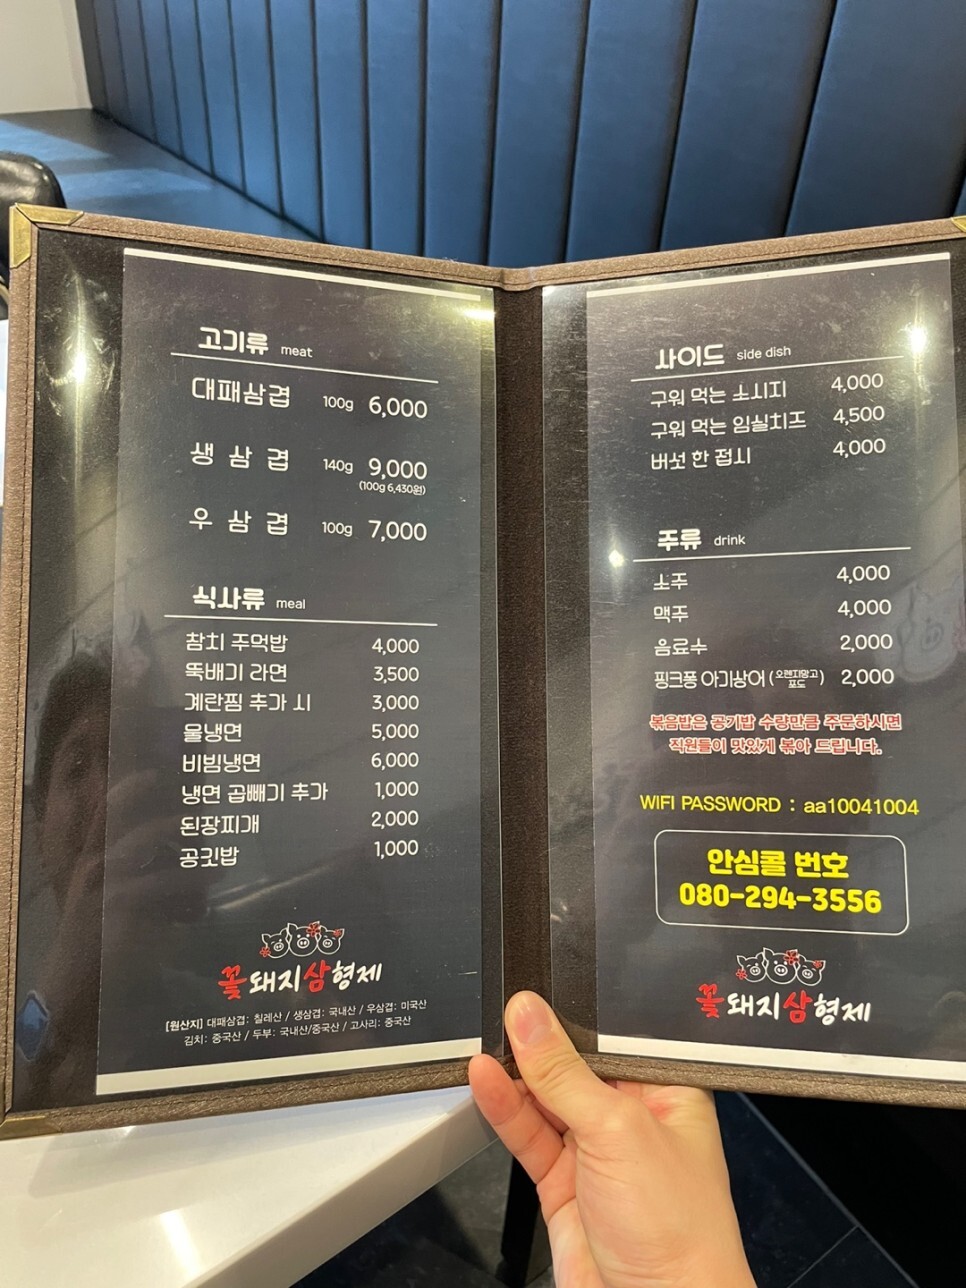 고기류 meat
대패삼겹 100g 6,000
생 삼 겹 140g 9,000
(100g 6,430원)
우 삼 겹 100g 7,000
식사류 meal
참치 주먹밥 4,000
뚝배기 라면 3,500
계란찜 추가 시 3,000
물냉면 5,000
비빔냉면 6,000
냉면 곱빼기 추가 1,000
된장찌개 2,000
공깃밥 1,000
꽃돼지삼형제
[원산지] 대패삼겹: 칠레산 / 생삼겹: 국내산 / 우삼겹: 미국산
김치: 중국산 / 두부: 국내산/중국산 / 고사리: 중국산
사이드 side dish
구워 먹는 소시지 4,000
구워 먹는 임실치즈 4,500
버섯 한 접시 4,000
주류 drink
소주 4,000
맥주 4,000
음료수 2,000
핑크퐁 아기상어 (오렌지망고 포도) 2,000
볶음밥은 공기밥 수량만큼 주문하시면
직원들이 맛있게 볶아 드립니다.
WIFI PASSWORD : aa10041004
안심콜 번호
080-294-3556
꽃돼지삼형제